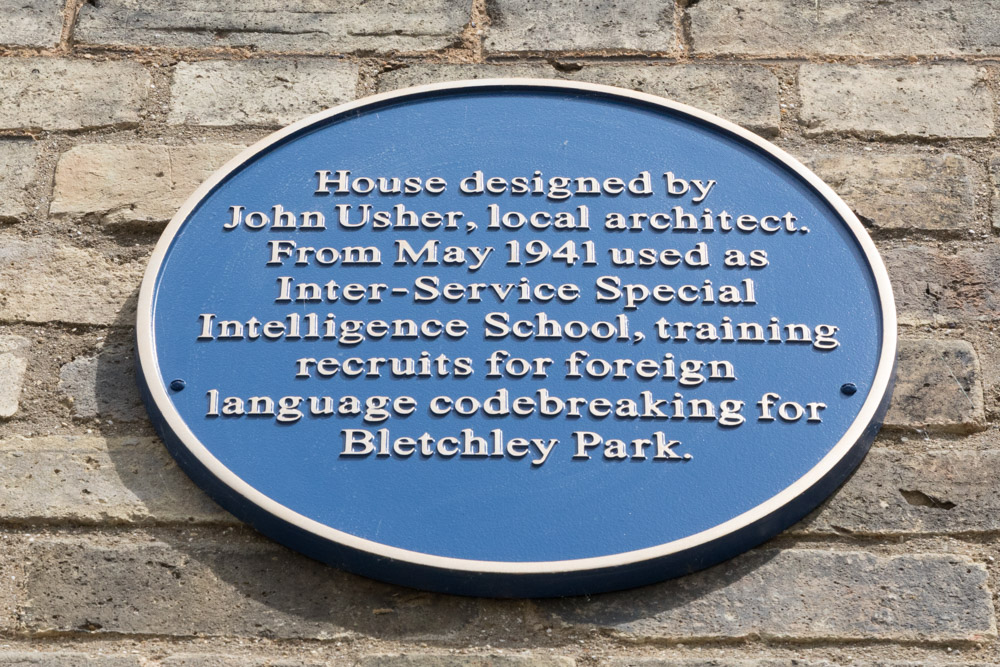 House designed by
John Usher, local architect.
From May 1941 used as
Inter-Service Special
Intelligence School, training
recruits for foreign
language codebreaking for
Bletchley Park.